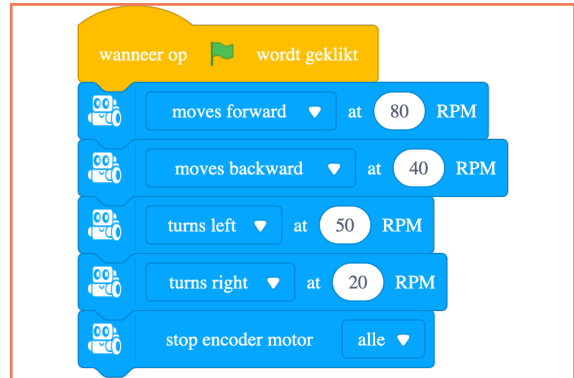 wanneer op wordt geklikt
moves forward at 80 RPM
moves backward at 40 RPM
turns left at 50 RPM
turns right at 20 RPM
stop encoder motor alle